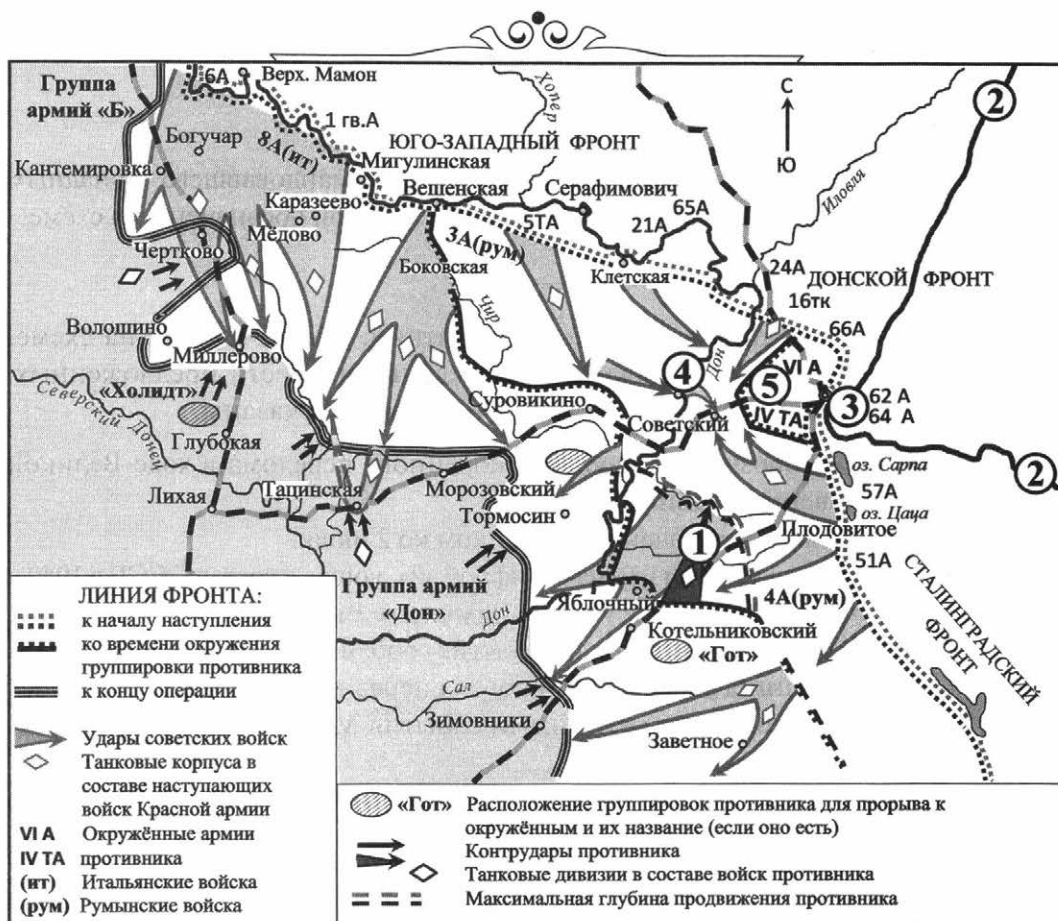 Группа
армий «Б»
6А
Верх. Мамон
1 гв.А
8А(ит)
Богучар
Кантемировка
ЮГО-ЗАПАДНЫЙ ФРОНТ
Хопёр
С
Ю
2
Мигулинская
Каразеево
Мёдово
Вешенская
Серафимович
5ТА
21А
65А
Иловля
3А(рум)
Чертково
Боковская
Клетская
24А
ДОНСКОЙ ФРОНТ
16тк
Чир
Волошино
66А
Миллерово
Дон
«Холидт»
4
VI А
5
3
62 А
64 А
IV ТА
Северский Донец
Суровикино
Советский
Глубокая
оз. Сарпа
57А
2
Лихая
Тацинская
Морозовский
оз. Цаца
Тормосин
Плодовитое
1
51А
Группа армий
«Дон»
Дон
Яблочный
4А(рум)
СТАЛИНГРАДСКИЙ
ФРОНТ
Котельниковский
«Гот»
Сал
Зимовники
Заветное
ЛИНИЯ ФРОНТА:
к началу наступления
ко времени окружения
группировки противника
к концу операции
Удары советских войск
Танковые корпуса в
составе наступающих
войск Красной армии
VI А Окружённые армии
IV ТА противника
(ит) Итальянские войска
(рум) Румынские войска
«Гот» Расположение группировок противника для прорыва к
окружённым и их название (если оно есть)
Контрудары противника
Танковые дивизии в составе войск противника
Максимальная глубина продвижения противника